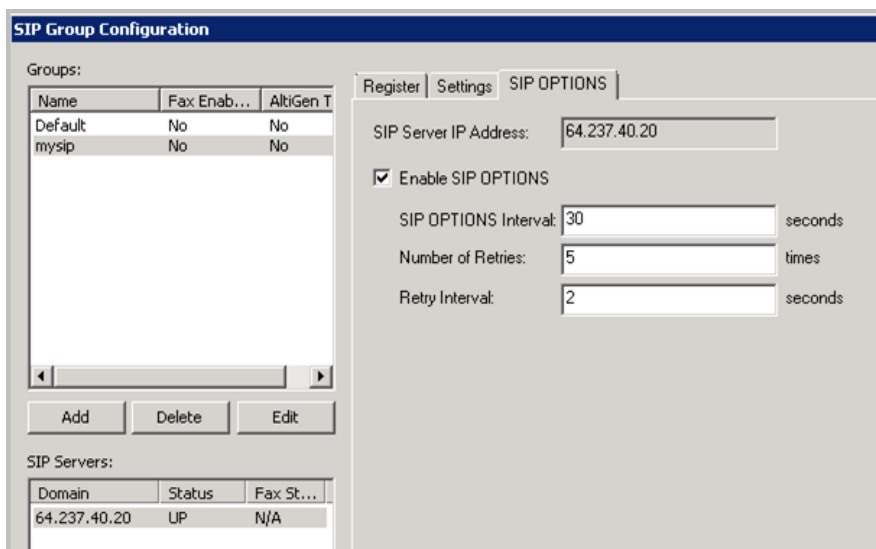 SIP Group Configuration
Groups:
Name Fax Enab... AltiGen T
Default No No
mysip No No
Add Delete Edit
SIP Servers:
Domain Status Fax St...
64.237.40.20 UP N/A
Register Settings SIP OPTIONS
SIP Server IP Address: 64.237.40.20
Enable SIP OPTIONS
SIP OPTIONS Interval: 30 seconds
Number of Retries: 5 times
Retry Interval: 2 seconds